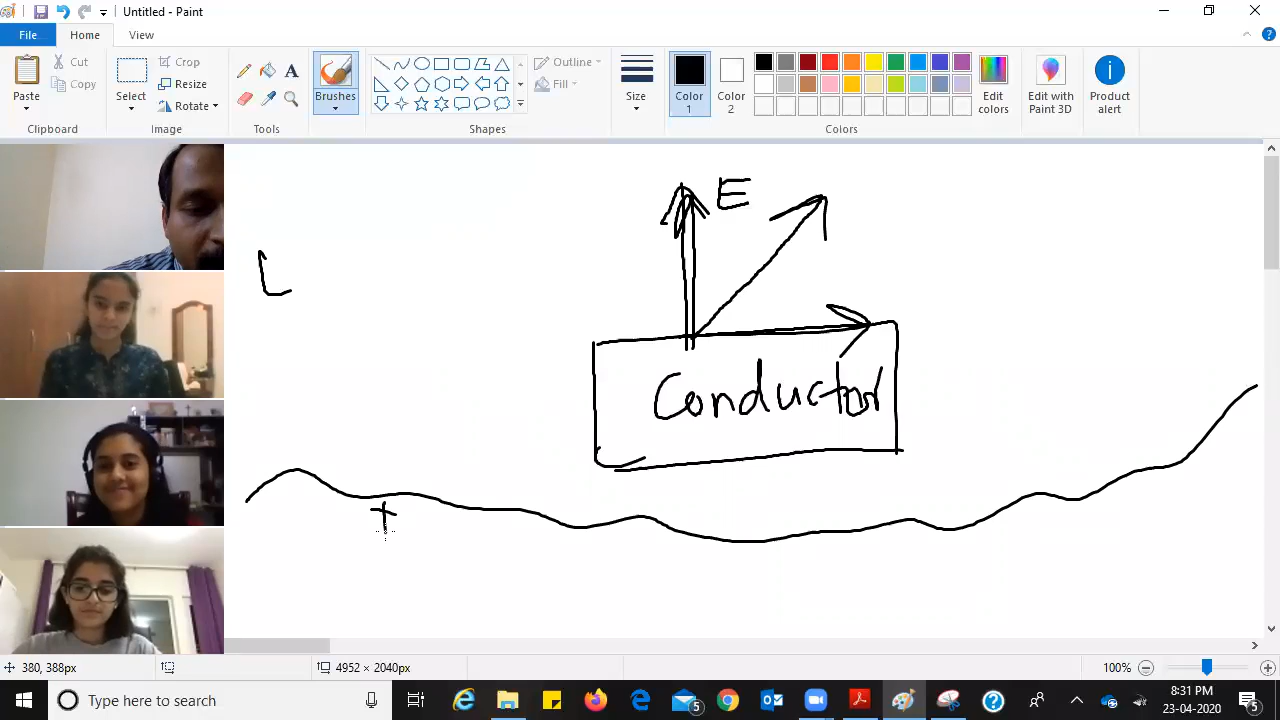 Untitled - Paint
File Home View
Paste
Cut
Copy
Clipboard
Select
Crop
Resize
Rotate
Image
Tools
Brushes
Outline
Fill
Shapes
Size
Color 1
Color 2
Edit colors
Colors
Edit with Paint 3D
Product alert
E
L
Conductor
+
380, 388px
4952 × 2040px
100%
Type here to search
5
8:31 PM
23-04-2020
5